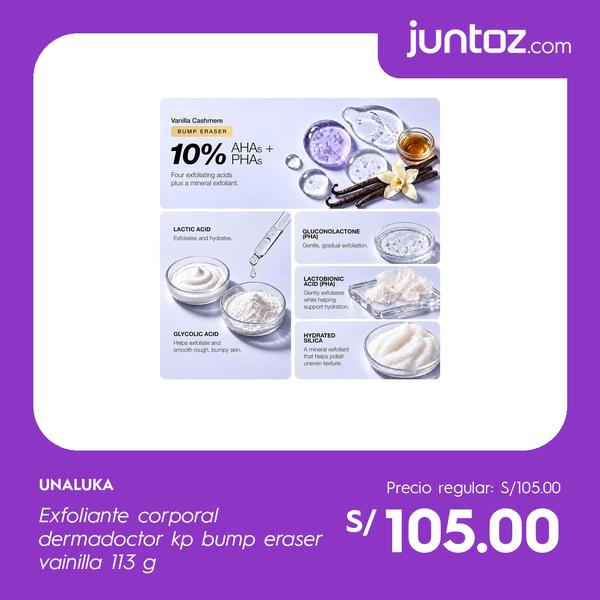 juntoz.com
Vanilla Cashmere
BUMP ERASER
10% AHAs +
PHAs
Four exfoliating acids
plus a mineral exfoliant.
LACTIC ACID
Exfoliates and hydrates.
GLYCOLIC ACID
Helps exfoliate and
smooth rough, bumpy skin.
GLUCONOLACTONE
(PHA)
Gentle, gradual exfoliation.
LACTOBIONIC
ACID (PHA)
Gently exfoliates
while helping
support hydration.
HYDRATED
SILICA
A mineral exfoliant
that helps polish
uneven texture.
UNALUKA
Exfoliante corporal
dermadoctor kp bump eraser
vainilla 113 g
Precio regular: S/105.00
S/105.00